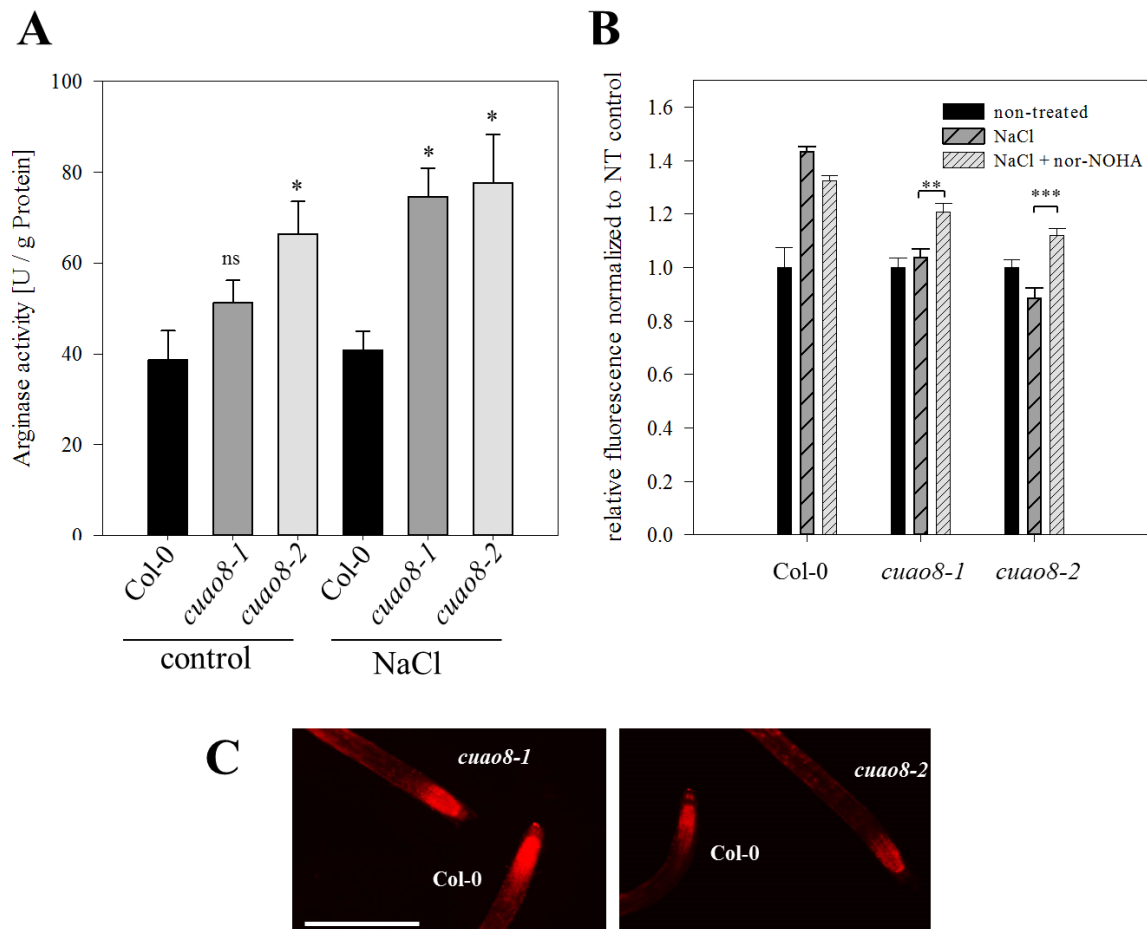 A
Arginase activity [U / g Protein]
100
80
60
40
20
0
ns
*
*
*
Col-0
cuao8-1
cuao8-2
Col-0
cuao8-1
cuao8-2
control
NaCl
B
relative fluorescence normalized to NT control
1.6
1.4
1.2
1.0
0.8
0.6
0.4
0.2
0.0
non-treated
NaCl
NaCl + nor-NOHA
**
***
Col-0
cuao8-1
cuao8-2
C
cuao8-1
Col-0
cuao8-2
Col-0